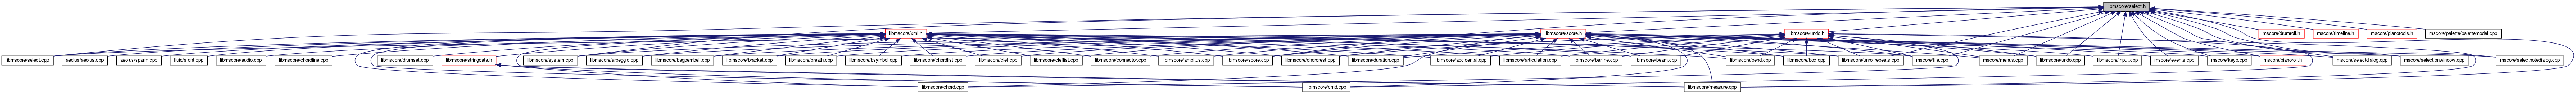 libmscore/select.h
libmscore/xml.h
libmscore/score.h
libmscore/undo.h
mscore/drumroll.h
mscore/timeline.h
mscore/pianotools.h
mscore/palette/palettemodel.cpp
libmscore/select.cpp
aeolus/aeolus.cpp
aeolus/sparm.cpp
fluid/sfont.cpp
libmscore/audio.cpp
libmscore/chordline.cpp
libmscore/drumset.cpp
libmscore/stringdata.h
libmscore/system.cpp
libmscore/arpeggio.cpp
libmscore/bagpembell.cpp
libmscore/bracket.cpp
libmscore/breath.cpp
libmscore/bsymbol.cpp
libmscore/chordlist.cpp
libmscore/clef.cpp
libmscore/cleflist.cpp
libmscore/connector.cpp
libmscore/ambitus.cpp
libmscore/score.cpp
libmscore/chordrest.cpp
libmscore/duration.cpp
libmscore/accidental.cpp
libmscore/articulation.cpp
libmscore/barline.cpp
libmscore/beam.cpp
libmscore/bend.cpp
libmscore/box.cpp
libmscore/unrollrepeats.cpp
mscore/file.cpp
mscore/menus.cpp
libmscore/undo.cpp
libmscore/input.cpp
mscore/events.cpp
mscore/keyb.cpp
mscore/pianoroll.h
mscore/selectdialog.cpp
mscore/selectionwindow.cpp
mscore/selectnotedialog.cpp
libmscore/chord.cpp
libmscore/cmd.cpp
libmscore/measure.cpp